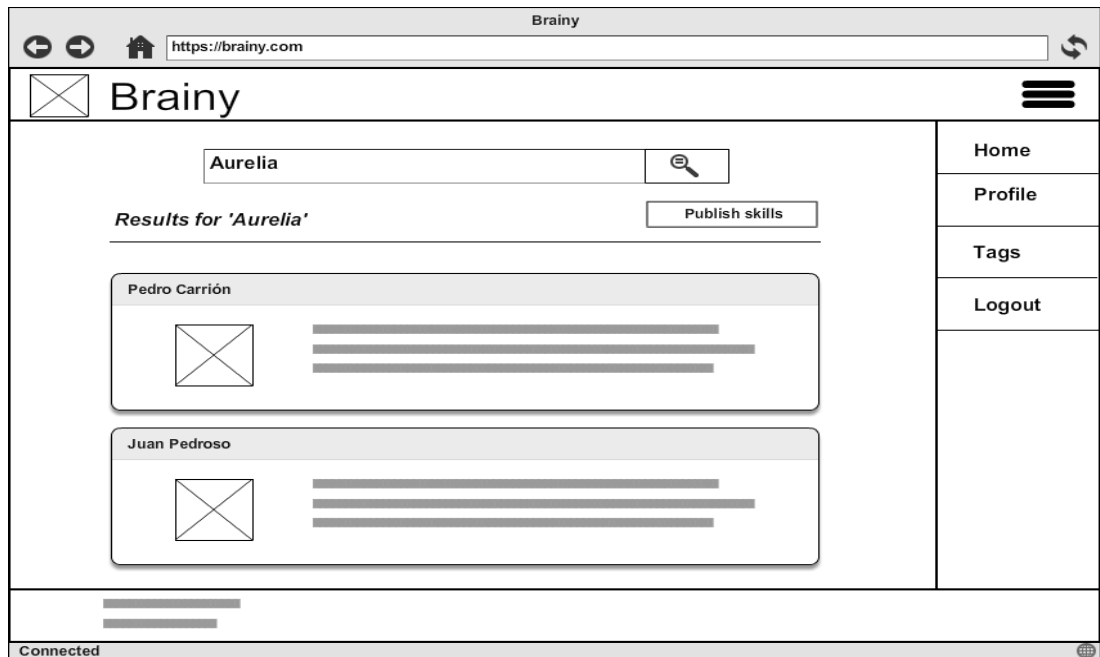 Brainy
https://brainy.com
Brainy
Aurelia
Results for 'Aurelia'
Publish skills
Pedro Carrión
Juan Pedroso
Home
Profile
Tags
Logout
Connected